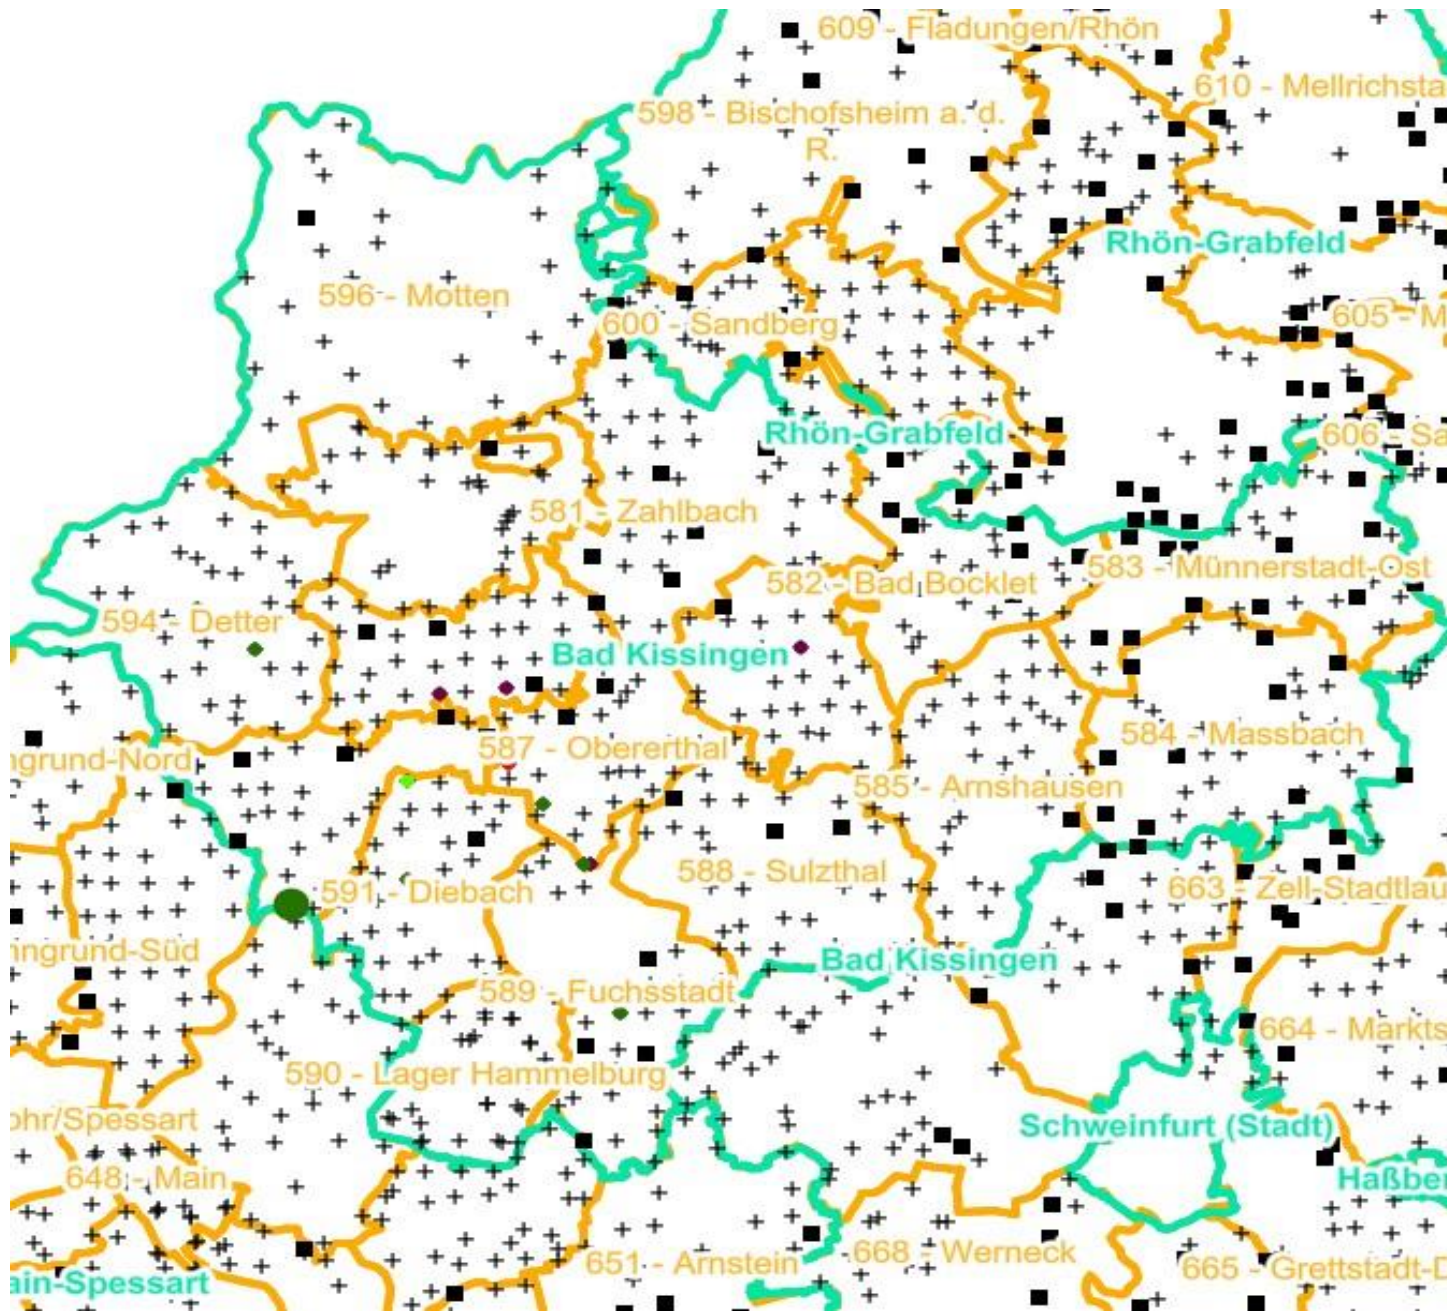 609 - Fladungen/Rhön
610 - Mellrichsta
598 - Bischofsheim a. d.
R.
Rhön-Grabfeld
596 - Motten
600 - Sandberg
605 - M
Rhön-Grabfeld
606 - Sa
581 - Zahlbach
582 - Bad Bocklet
583 - Münnerstadt-Ost
594 - Detter
Bad Kissingen
584 - Massbach
587 - Obererthal
ngrund-Nord
585 - Arnshausen
588 - Sulzthal
591 - Diebach
663 - Zell-Stadtlau
nngrund-Süd
Bad Kissingen
589 - Fuchsstadt
664 - Markts
590 - Lager Hammelburg
ohr/Spessart
Schweinfurt (Stadt)
648 - Main
Haßber
651 - Arnstein
668 - Werneck
665 - Grettstadt-D
ain-Spessart